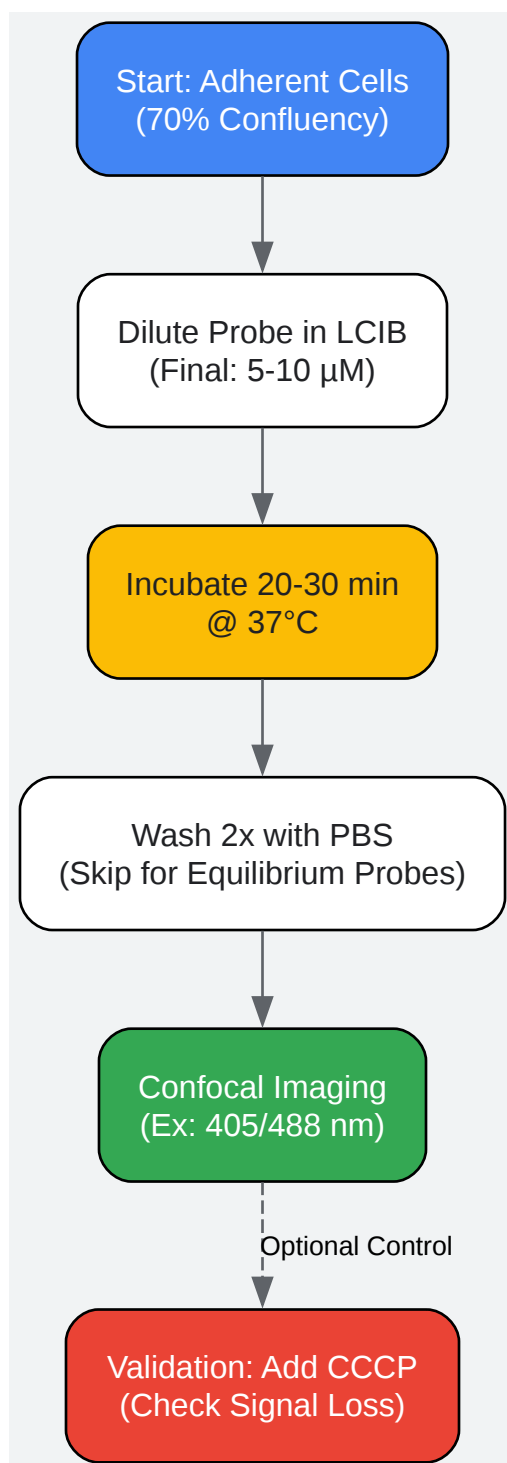 Start: Adherent Cells
(70% Confluency)
Dilute Probe in LCIB
(Final: 5-10 µM)
Incubate 20-30 min
@ 37°C
Wash 2x with PBS
(Skip for Equilibrium Probes)
Confocal Imaging
(Ex: 405/488 nm)
Optional Control
Validation: Add CCCP
(Check Signal Loss)